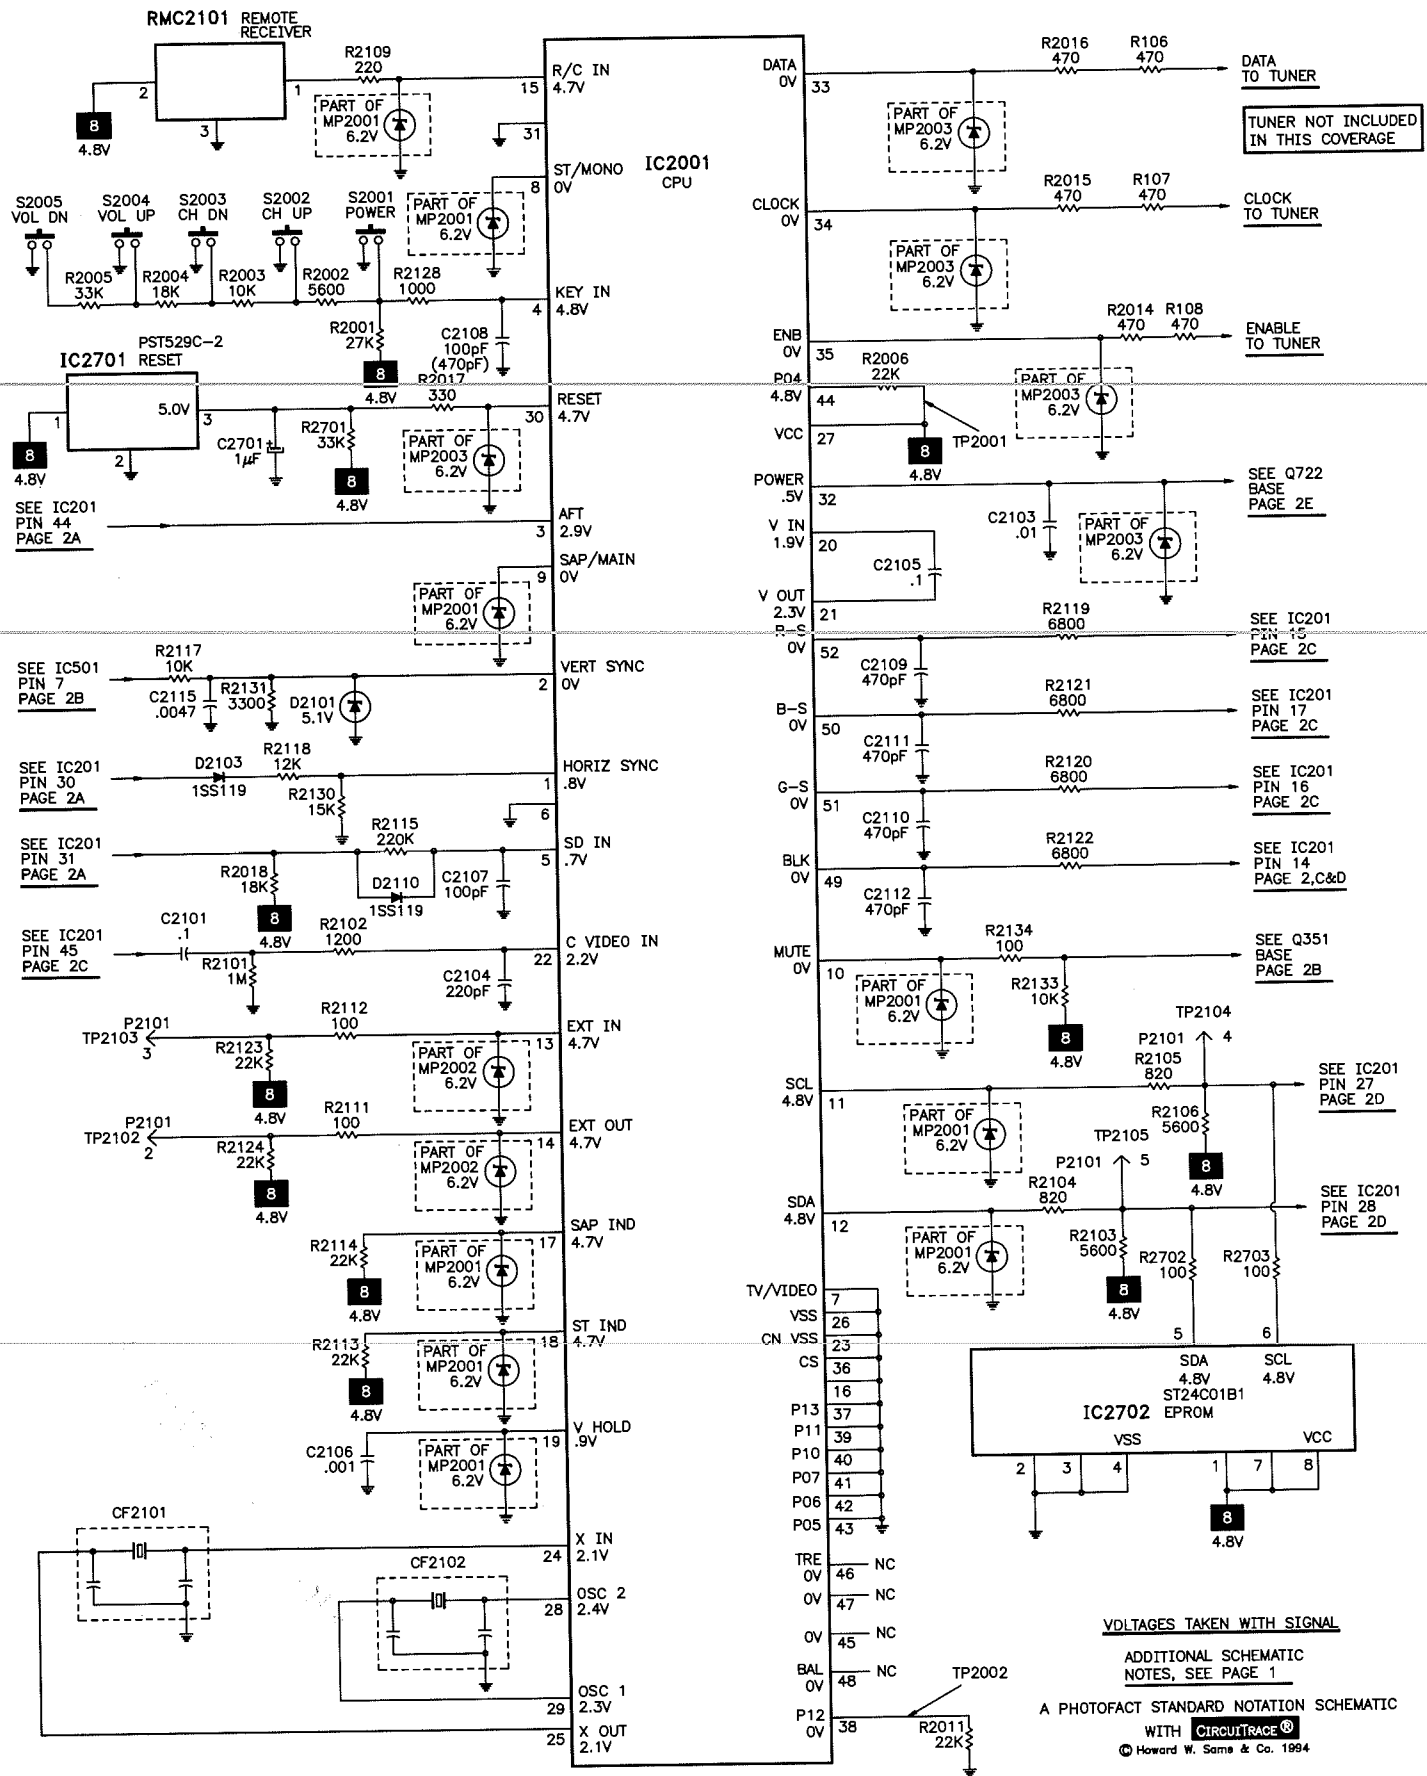 RMC2101 REMOTE
RECEIVER
2
1
3
8
4.8V
R2109
220
PART OF
MP2001
6.2V
R/C IN
15 4.7V
31
ST/MONO
8 0V
PART OF
MP2001
6.2V
IC2001
CPU
S2005
VOL DN
S2004
VOL UP
S2003
CH DN
S2002
CH UP
S2001
POWER
R2005
33K
R2004
18K
R2003
10K
R2002
5600
R2128
1000
KEY IN
4 4.8V
R2001
27K
8
4.8V
C2108
100pF
(470pF)
PST529C-2
IC2701 RESET
5.0V
1
3
2
8
4.8V
C2701
1µF
R2701
33K
8
4.8V
R2017
330
RESET
30 4.7V
PART OF
MP2003
6.2V
SEE IC201
PIN 44
PAGE 2A
AFT
3 2.9V
SAP/MAIN
9 0V
PART OF
MP2001
6.2V
SEE IC501
PIN 7
PAGE 2B
R2117
10K
C2115
.0047
R2131
3300
D2101
5.1V
VERT SYNC
2 0V
SEE IC201
PIN 30
PAGE 2A
D2103
1SS119
R2118
12K
R2130
15K
HORIZ SYNC
1 .8V
6
SEE IC201
PIN 31
PAGE 2A
R2018
18K
8
4.8V
R2115
220K
D2110
1SS119
C2107
100pF
SD IN
5 .7V
SEE IC201
PIN 45
PAGE 2C
C2101
.1
R2101
1M
R2102
1200
C2104
220pF
C VIDEO IN
22 2.2V
P2101
TP2103
3
R2123
22K
8
4.8V
R2112
100
EXT IN
13 4.7V
PART OF
MP2002
6.2V
P2101
TP2102
2
R2124
22K
8
4.8V
R2111
100
EXT OUT
14 4.7V
PART OF
MP2002
6.2V
SAP IND
17 4.7V
R2114
22K
8
4.8V
PART OF
MP2001
6.2V
ST IND
18 4.7V
R2113
22K
8
4.8V
PART OF
MP2001
6.2V
V HOLD
19 .9V
C2106
.001
PART OF
MP2001
6.2V
CF2101
X IN
24 2.1V
CF2102
OSC 2
28 2.4V
OSC 1
29 2.3V
X OUT
25 2.1V
DATA
0V 33
R2016
470
R106
470
DATA
TO TUNER
PART OF
MP2003
6.2V
TUNER NOT INCLUDED
IN THIS COVERAGE
CLOCK
0V 34
R2015
470
R107
470
CLOCK
TO TUNER
PART OF
MP2003
6.2V
ENB
0V 35
R2014
470
R108
470
ENABLE
TO TUNER
PART OF
MP2003
6.2V
P04
4.8V 44
R2006
22K
VCC 27
8
4.8V
TP2001
POWER
.5V 32
C2103
.01
PART OF
MP2003
6.2V
SEE Q722
BASE
PAGE 2E
V IN
1.9V 20
C2105
.1
V OUT
2.3V 21
R-S
0V 52
C2109
470pF
R2119
6800
SEE IC201
PIN 15
PAGE 2C
B-S
0V 50
C2111
470pF
R2121
6800
SEE IC201
PIN 17
PAGE 2C
G-S
0V 51
C2110
470pF
R2120
6800
SEE IC201
PIN 16
PAGE 2C
BLK
0V 49
C2112
470pF
R2122
6800
SEE IC201
PIN 14
PAGE 2,C&D
MUTE
0V 10
PART OF
MP2001
6.2V
R2134
100
R2133
10K
8
4.8V
SEE Q351
BASE
PAGE 2B
TP2104
P2101 4
R2105
820
SCL
4.8V 11
PART OF
MP2001
6.2V
R2106
5600
8
4.8V
SEE IC201
PIN 27
PAGE 2D
TP2105
P2101 5
R2104
820
SDA
4.8V 12
PART OF
MP2001
6.2V
R2103
5600
8
4.8V
R2702
100
R2703
100
SEE IC201
PIN 28
PAGE 2D
TV/VIDEO 7
VSS 26
CN VSS 23
CS 36
16
P13 37
P11 39
P10 40
P07 41
P06 42
P05 43
5
6
SDA
4.8V
SCL
4.8V
ST24C01B1
IC2702 EPROM
VSS
VCC
2
3
4
1
7
8
8
4.8V
TRE
0V 46 NC
0V 47 NC
0V 45 NC
BAL
0V 48 NC
P12
0V 38
TP2002
R2011
22K
VOLTAGES TAKEN WITH SIGNAL
ADDITIONAL SCHEMATIC
NOTES, SEE PAGE 1
A PHOTOFACT STANDARD NOTATION SCHEMATIC
WITH CIRCUITRACE®
© Howard W. Sams & Co. 1994